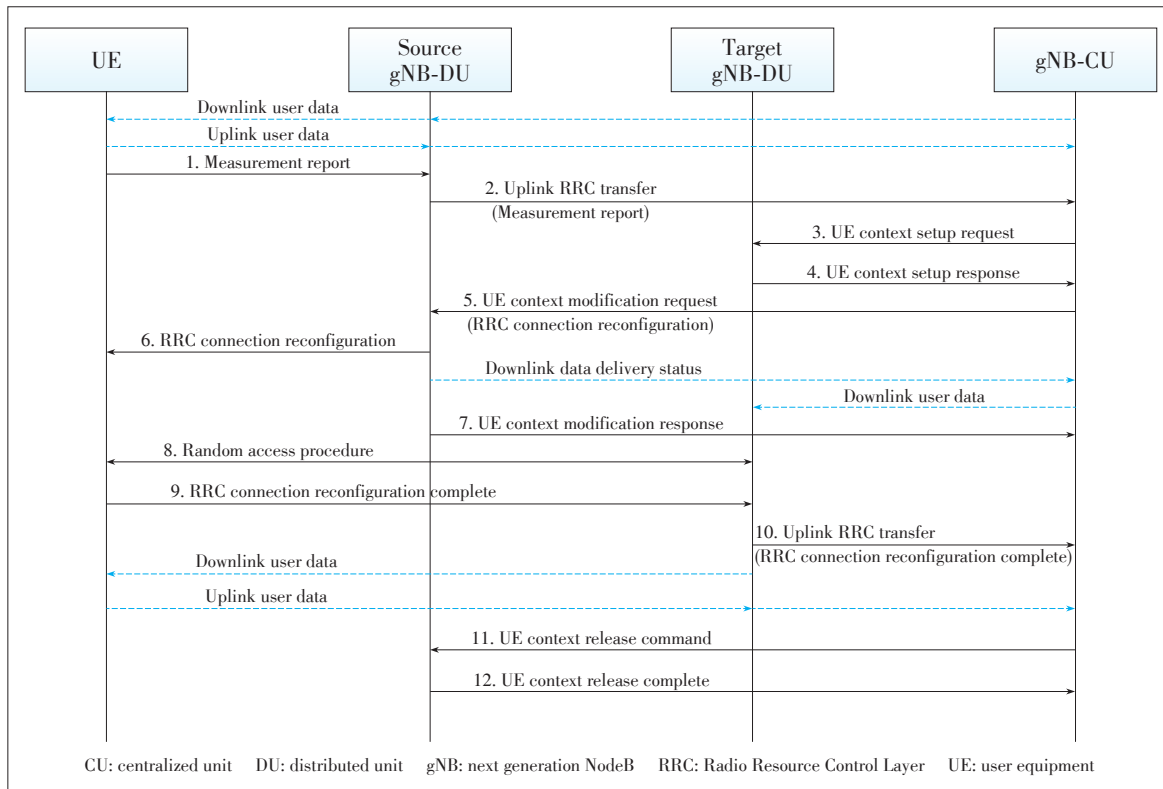 UE
Source
gNB-DU
Target
gNB-DU
gNB-CU
Downlink user data
Uplink user data
1. Measurement report
2. Uplink RRC transfer
(Measurement report)
3. UE context setup request
4. UE context setup response
5. UE context modification request
(RRC connection reconfiguration)
6. RRC connection reconfiguration
Downlink data delivery status
Downlink user data
7. UE context modification response
8. Random access procedure
9. RRC connection reconfiguration complete
10. Uplink RRC transfer
(RRC connection reconfiguration complete)
Downlink user data
Uplink user data
11. UE context release command
12. UE context release complete
CU: centralized unit DU: distributed unit gNB: next generation NodeB RRC: Radio Resource Control Layer UE: user equipment